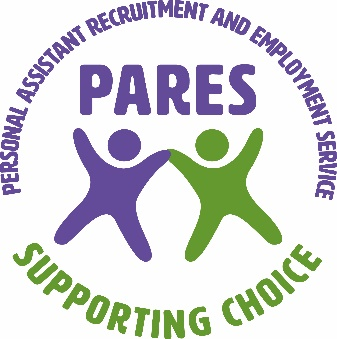 PERSONAL ASSISTANT RECRUITMENT AND EMPLOYMENT SERVICE
PARES
SUPPORTING CHOICE